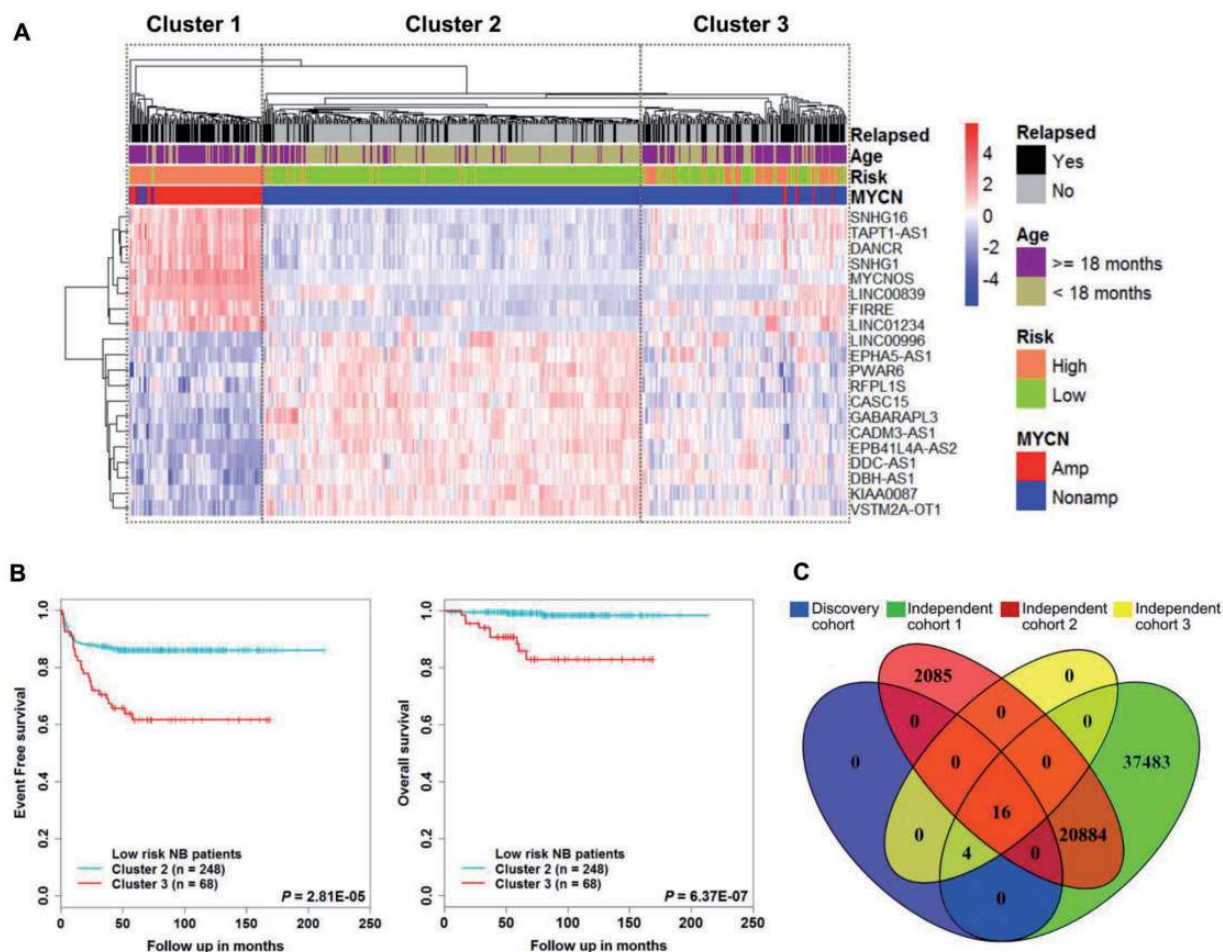 A
Cluster 1
Cluster 2
Cluster 3
Relapsed
Age
Risk
MYCN
SNHG16
TAPT1-AS1
DANCR
SNHG1
MYCNOS
LINC00839
FIRRE
LINC01234
LINC00996
EPHA5-AS1
PWAR6
RFPL1S
CASC15
GABARAPL3
CADM3-AS1
EPB41L4A-AS2
DDC-AS1
DBH-AS1
KIAA0087
VSTM2A-OT1
4
2
0
-2
-4
Relapsed
Yes
No
Age
>= 18 months
< 18 months
Risk
High
Low
MYCN
Amp
Nonamp
B
Event Free survival
1.0
0.8
0.6
0.4
0.2
0.0
Low risk NB patients
Cluster 2 (n = 248)
Cluster 3 (n = 68)
P = 2.81E-05
0 50 100 150 200 250
Follow up in months
Overall survival
1.0
0.8
0.6
0.4
0.2
0.0
Low risk NB patients
Cluster 2 (n = 248)
Cluster 3 (n = 68)
P = 6.37E-07
0 50 100 150 200 250
Follow up in months
C
Discovery
cohort
Independent
cohort 1
Independent
cohort 2
Independent
cohort 3
2085
0
0
0
0
0
37483
0
0
16
20884
0
4
0
0